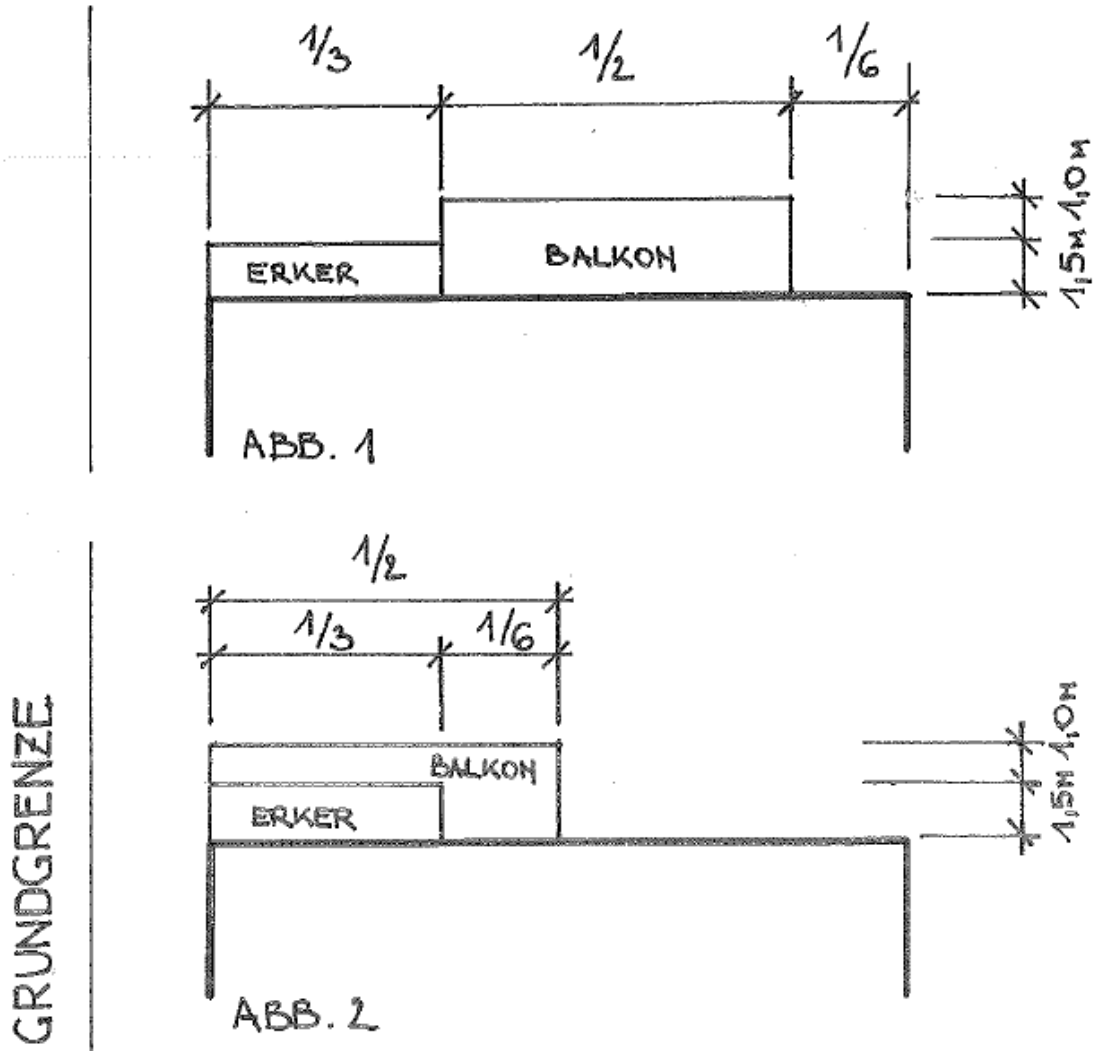 1/3
1/2
1/6
ERKER
BALKON
1,5M 1,0M
ABB. 1
1/2
1/3
1/6
BALKON
ERKER
1,5M 1,0M
GRUNDGRENZE
ABB. 2